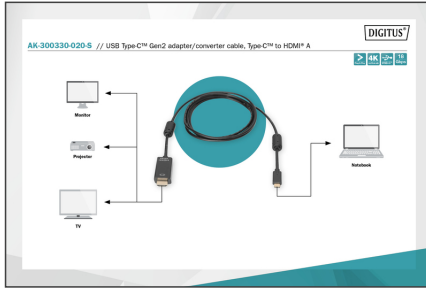 DIGITUS®
AK-300330-020-S // USB Type-C™ Gen2 adapter/converter cable, Type-C™ to HDMI® A
4K
Monitor
Projector
TV
Notebook